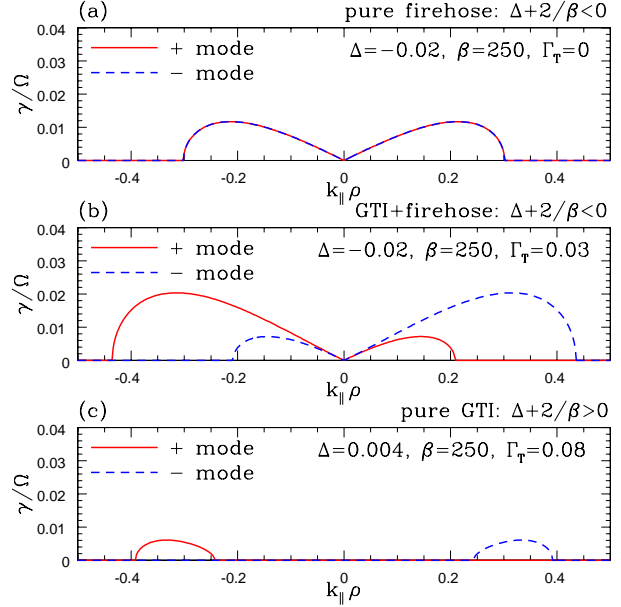 (a) pure firehose: Δ+2/β<0
0.04
+ mode Δ=−0.02, β=250, Γ_T=0
0.03
− mode
γ/Ω
0.02
0.01
0
-0.4 -0.2 0 0.2 0.4
k_∥ρ
(b) GTI+firehose: Δ+2/β<0
0.04
+ mode Δ=−0.02, β=250, Γ_T=0.03
0.03
− mode
γ/Ω
0.02
0.01
0
-0.4 -0.2 0 0.2 0.4
k_∥ρ
(c) pure GTI: Δ+2/β>0
0.04
+ mode Δ=0.004, β=250, Γ_T=0.08
0.03
− mode
γ/Ω
0.02
0.01
0
-0.4 -0.2 0 0.2 0.4
k_∥ρ